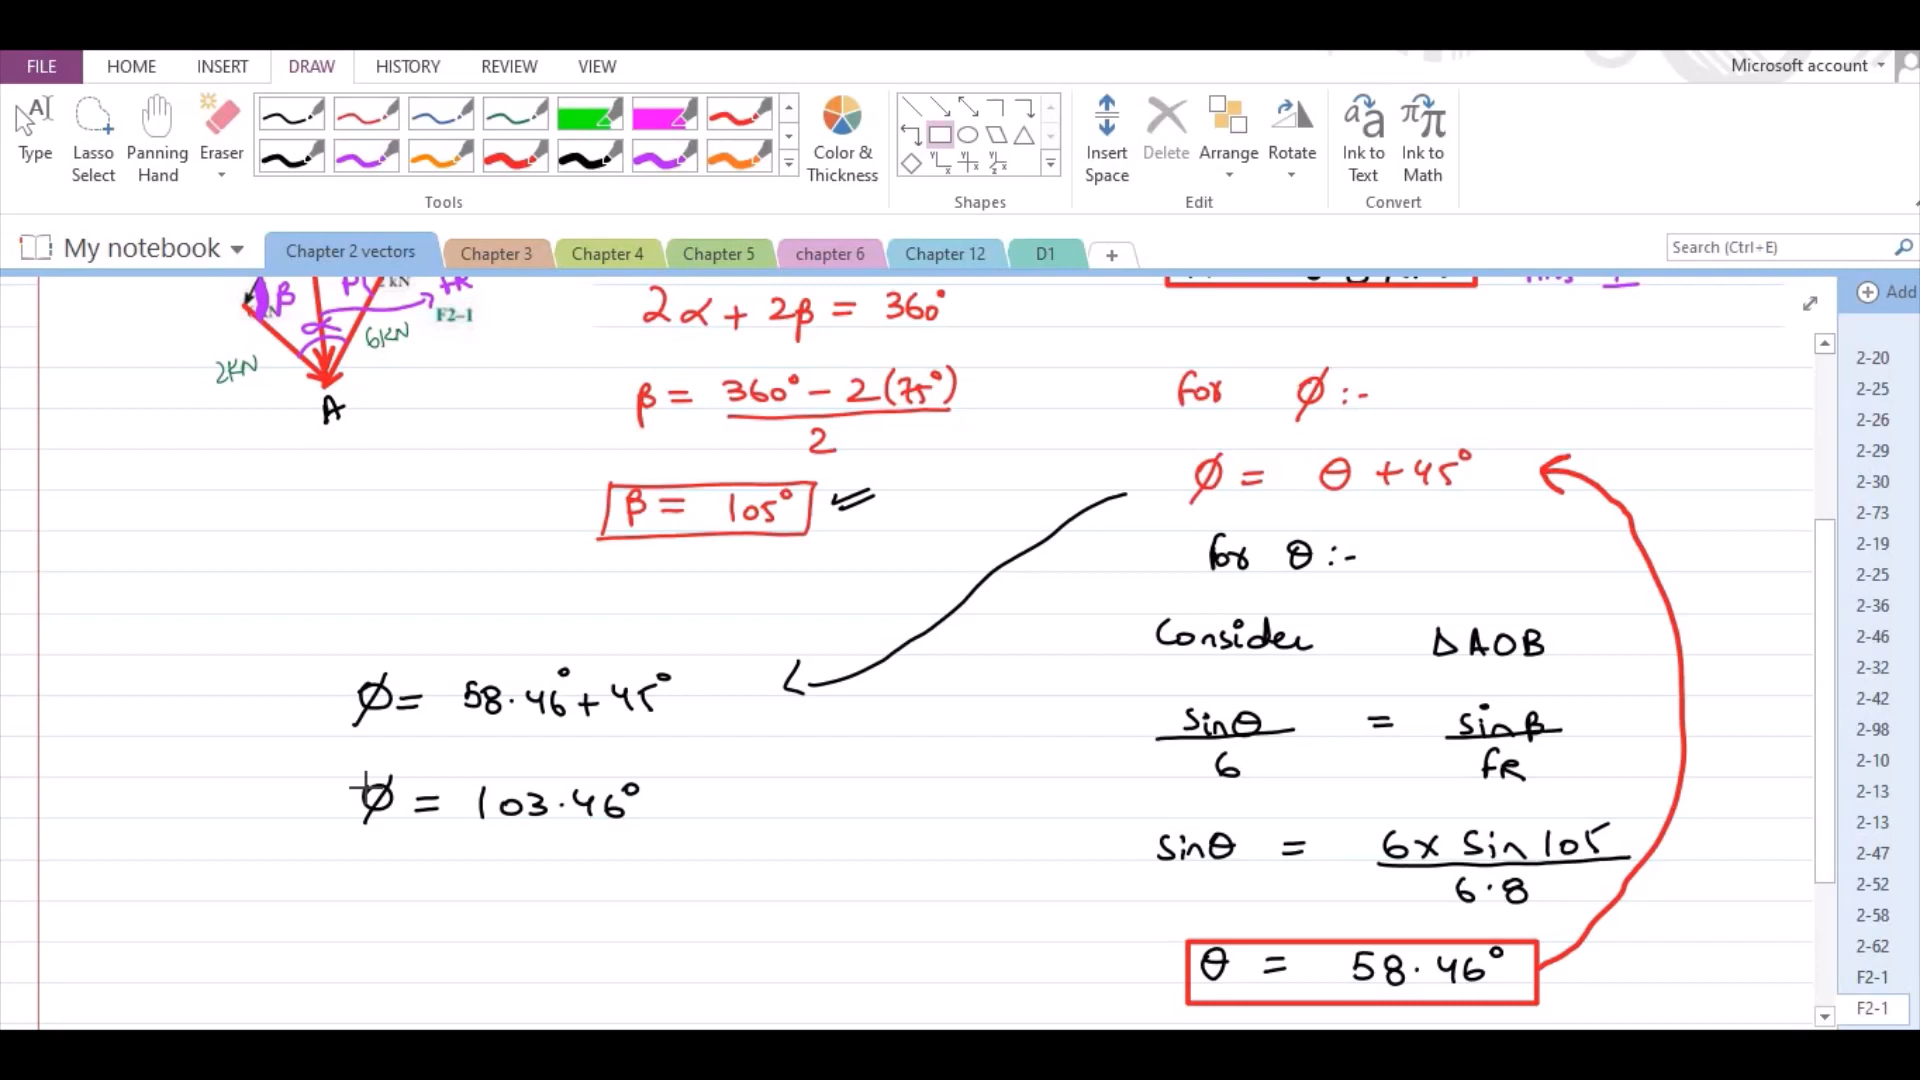 FILE HOME INSERT DRAW HISTORY REVIEW VIEW Microsoft account
Type Lasso Select Panning Hand Eraser Color & Thickness Insert Space Delete Arrange Rotate Ink to Text Ink to Math
Tools Shapes Edit Convert
My notebook Chapter 2 vectors Chapter 3 Chapter 4 Chapter 5 chapter 6 Chapter 12 D1 + Search (Ctrl+E)
Add
β kN FR
F2-1
α
6KN
2KN
A
2α + 2β = 360°
β = 360° - 2(75°)
2
β = 105°
for ∅ :-
∅ = θ + 45°
for θ :-
Consider ΔAOB
sinθ = sinβ
6 FR
sinθ = 6x sin 105
6.8
θ = 58.46°
∅ = 58.46° + 45°
∅ = 103.46°
2-20
2-25
2-26
2-29
2-30
2-73
2-19
2-25
2-36
2-46
2-32
2-42
2-98
2-10
2-13
2-13
2-47
2-52
2-58
2-62
F2-1
F2-1